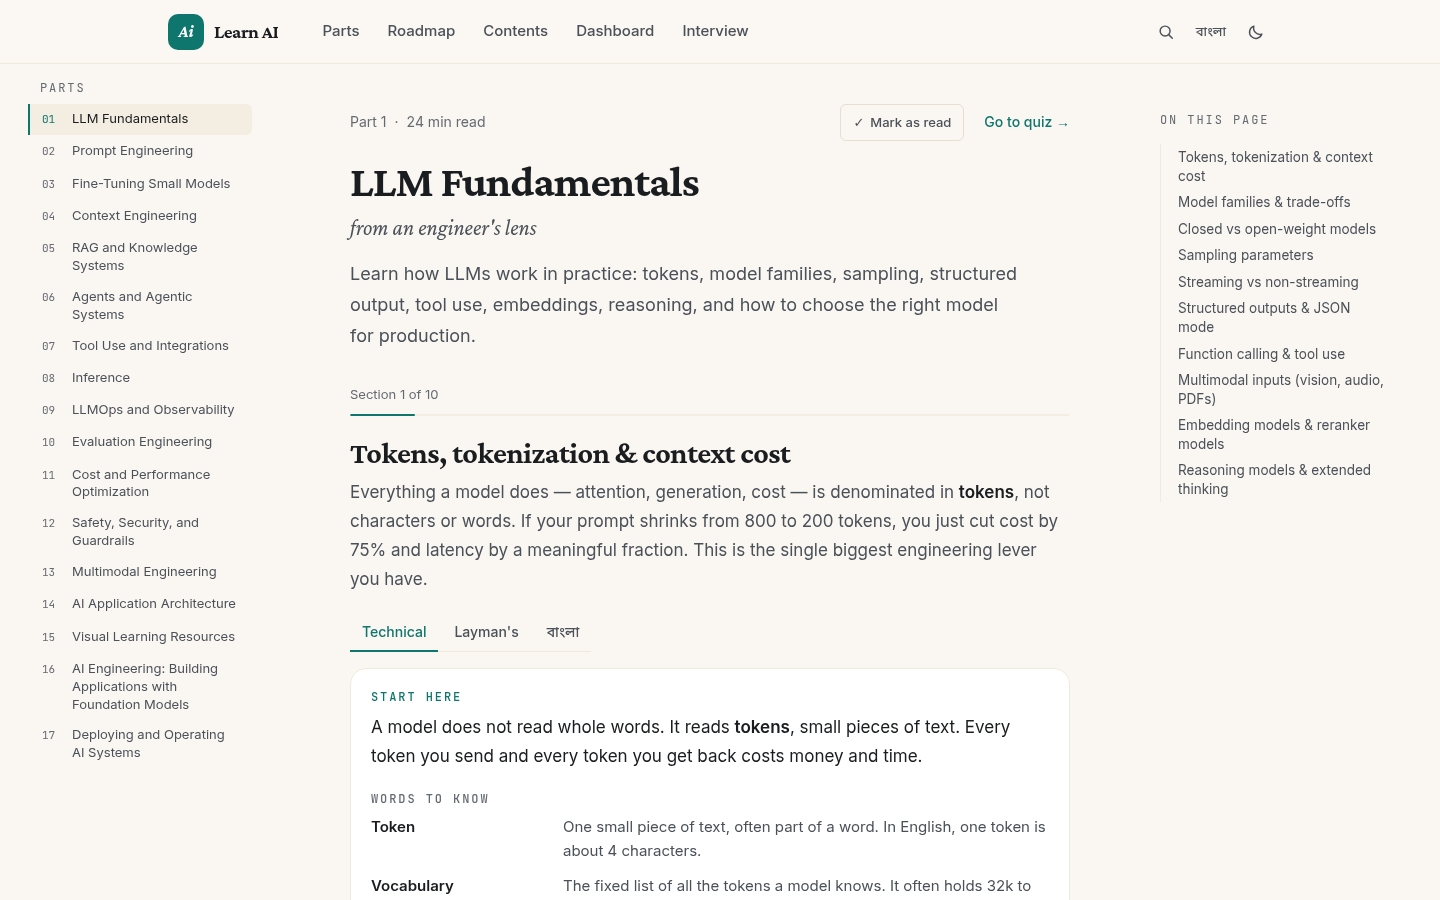 Ai
Learn AI
Parts
Roadmap
Contents
Dashboard
Interview
বাংলা
PARTS
01 LLM Fundamentals
02 Prompt Engineering
03 Fine-Tuning Small Models
04 Context Engineering
05 RAG and Knowledge
Systems
06 Agents and Agentic
Systems
07 Tool Use and Integrations
08 Inference
09 LLMOps and Observability
10 Evaluation Engineering
11 Cost and Performance
Optimization
12 Safety, Security, and
Guardrails
13 Multimodal Engineering
14 AI Application Architecture
15 Visual Learning Resources
16 AI Engineering: Building
Applications with
Foundation Models
17 Deploying and Operating
AI Systems
Part 1 · 24 min read
✓ Mark as read
Go to quiz →
LLM Fundamentals
from an engineer's lens
Learn how LLMs work in practice: tokens, model families, sampling, structured
output, tool use, embeddings, reasoning, and how to choose the right model
for production.
Section 1 of 10
Tokens, tokenization & context cost
Everything a model does — attention, generation, cost — is denominated in tokens, not
characters or words. If your prompt shrinks from 800 to 200 tokens, you just cut cost by
75% and latency by a meaningful fraction. This is the single biggest engineering lever
you have.
Technical
Layman's
বাংলা
START HERE
A model does not read whole words. It reads tokens, small pieces of text. Every
token you send and every token you get back costs money and time.
WORDS TO KNOW
Token
One small piece of text, often part of a word. In English, one token is
about 4 characters.
Vocabulary
The fixed list of all the tokens a model knows. It often holds 32k to
ON THIS PAGE
Tokens, tokenization & context
cost
Model families & trade-offs
Closed vs open-weight models
Sampling parameters
Streaming vs non-streaming
Structured outputs & JSON
mode
Function calling & tool use
Multimodal inputs (vision, audio,
PDFs)
Embedding models & reranker
models
Reasoning models & extended
thinking